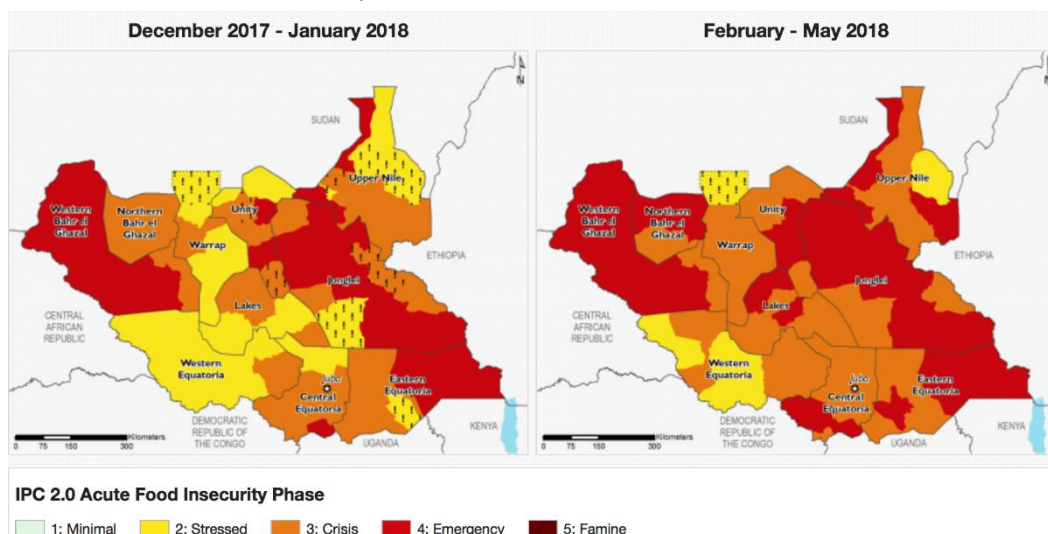 December 2017 - January 2018
SUDAN
Upper Nile
Western
Bahr el
Ghazal
Northern
Bahr el
Ghazal
Unity
Warrap
ETHIOPIA
Jonglei
Lakes
CENTRAL
AFRICAN
REPUBLIC
Western
Equatoria
Juba
Central
Equatoria
Eastern
Equatoria
DEMOCRATIC
REPUBLIC OF
THE CONGO
UGANDA
KENYA
Kilometers
0 75 150 300
February - May 2018
N
SUDAN
Upper Nile
Western
Bahr el
Ghazal
Northern
Bahr el
Ghazal
Unity
Warrap
ETHIOPIA
Jonglei
Lakes
CENTRAL
AFRICAN
REPUBLIC
Western
Equatoria
Juba
Central
Equatoria
Eastern
Equatoria
DEMOCRATIC
REPUBLIC OF
THE CONGO
UGANDA
KENYA
Kilometers
0 75 150 300
IPC 2.0 Acute Food Insecurity Phase
1: Minimal 2: Stressed 3: Crisis 4: Emergency 5: Famine